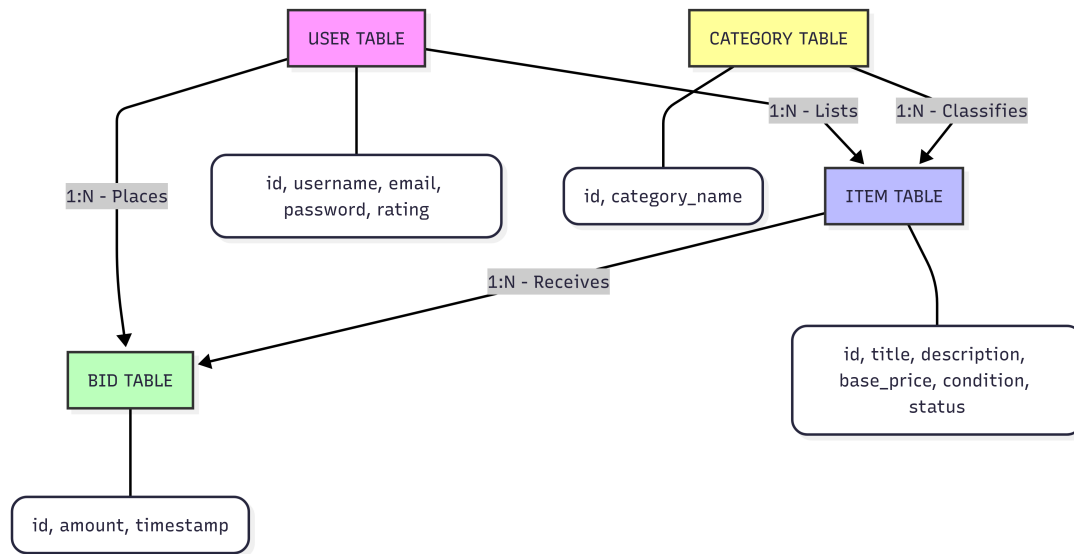 USER TABLE
CATEGORY TABLE
1:N - Lists
1:N - Classifies
id, username, email,
password, rating
id, category_name
1:N - Places
ITEM TABLE
1:N - Receives
id, title, description,
base_price, condition,
status
BID TABLE
id, amount, timestamp